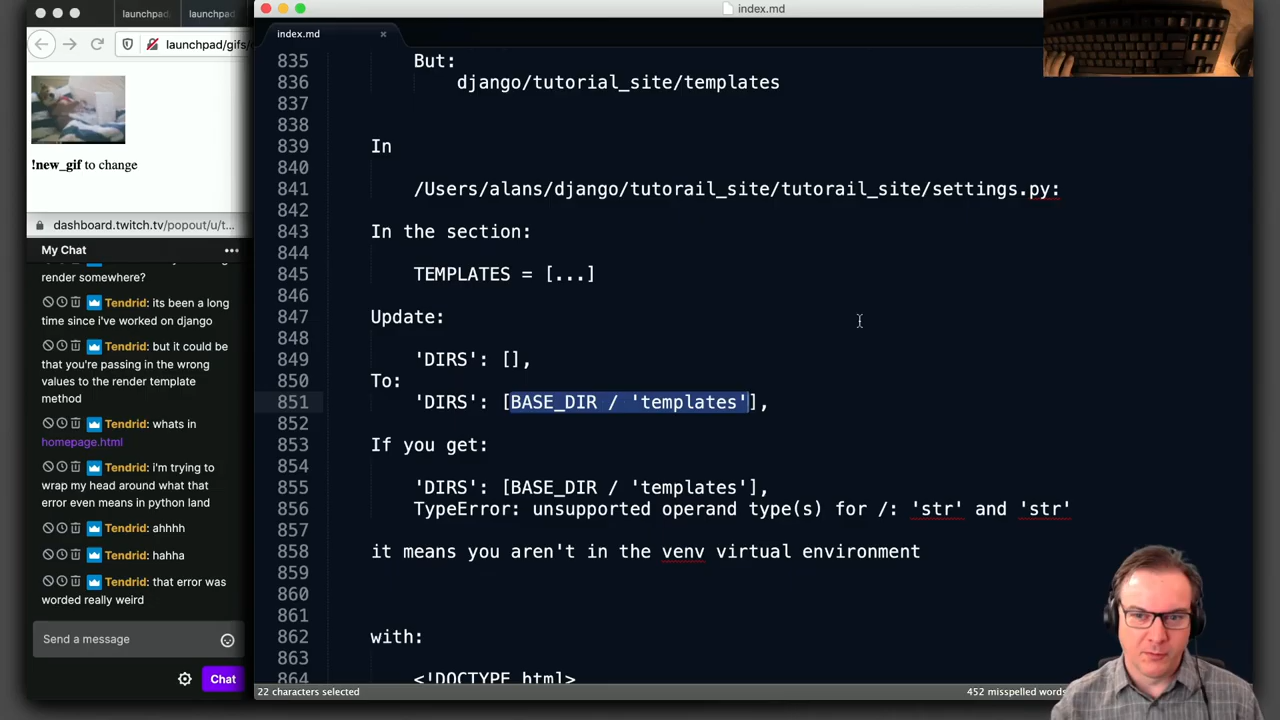 launchpad
launchpad
launchpad/gifs/
!new_gif to change
dashboard.twitch.tv/popout/u/t...
My Chat
render somewhere?
Tendrid: its been a long
time since i've worked on django
Tendrid: but it could be
that you're passing in the wrong
values to the render template
method
Tendrid: whats in
homepage.html
Tendrid: i'm trying to
wrap my head around what that
error even means in python land
Tendrid: ahhhh
Tendrid: hahha
Tendrid: that error was
worded really weird
Send a message
Chat
index.md
index.md
835 But:
836 django/tutorial_site/templates
837
838
839 In
840
841 /Users/alans/django/tutorail_site/tutorail_site/settings.py:
842
843 In the section:
844
845 TEMPLATES = [...]
846
847 Update:
848
849 'DIRS': [],
850 To:
851 'DIRS': [BASE_DIR / 'templates'],
852
853 If you get:
854
855 'DIRS': [BASE_DIR / 'templates'],
856 TypeError: unsupported operand type(s) for /: 'str' and 'str'
857
858 it means you aren't in the venv virtual environment
859
860
861
862 with:
863
864 <!DOCTYPE html>
22 characters selected
452 misspelled words